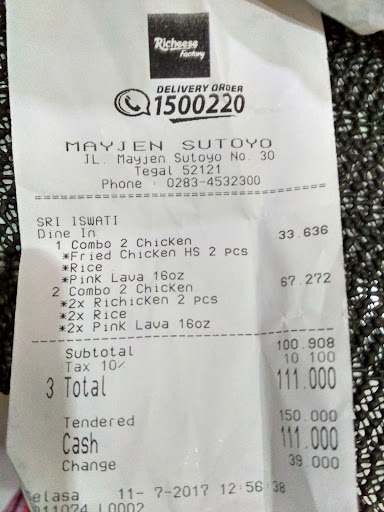 Richeese
Factory
DELIVERY ORDER
1500220
MAYJEN SUTOYO
JL. Mayjen Sutoyo No. 30
Tegal 52121
Phone : 0283-4532300
SRI ISWATI
Dine In
1 Combo 2 Chicken 33.636
*Fried Chicken HS 2 pcs
*Rice
*Pink Lava 16oz
2 Combo 2 Chicken 67.272
*2x Richicken 2 pcs
*2x Rice
*2x Pink Lava 16oz
Subtotal 100.908
Tax 10% 10 100
3 Total 111.000
Tendered 150.000
Cash 111.000
Change 39.000
elasa 11- 7-2017 12:56:38
L0002